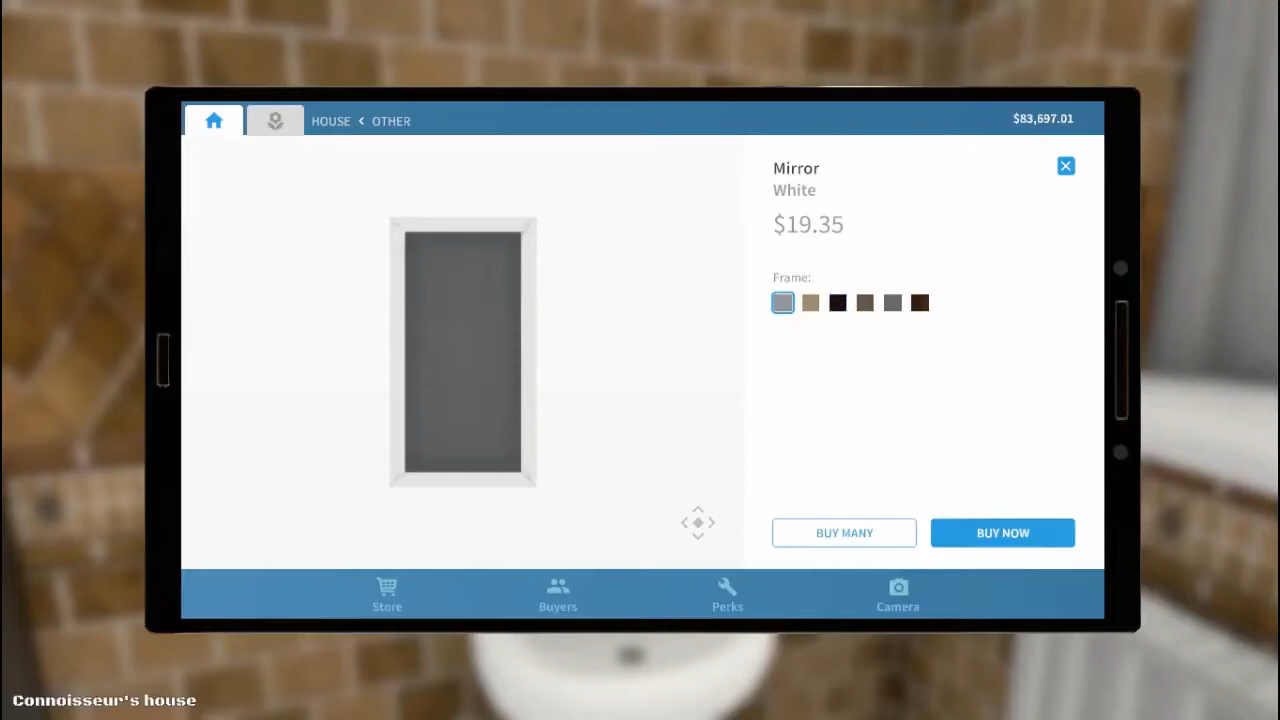 HOUSE < OTHER
$83,697.01
Mirror
White
$19.35
Frame:
BUY MANY
BUY NOW
Store
Buyers
Perks
Camera
Connoisseur's house